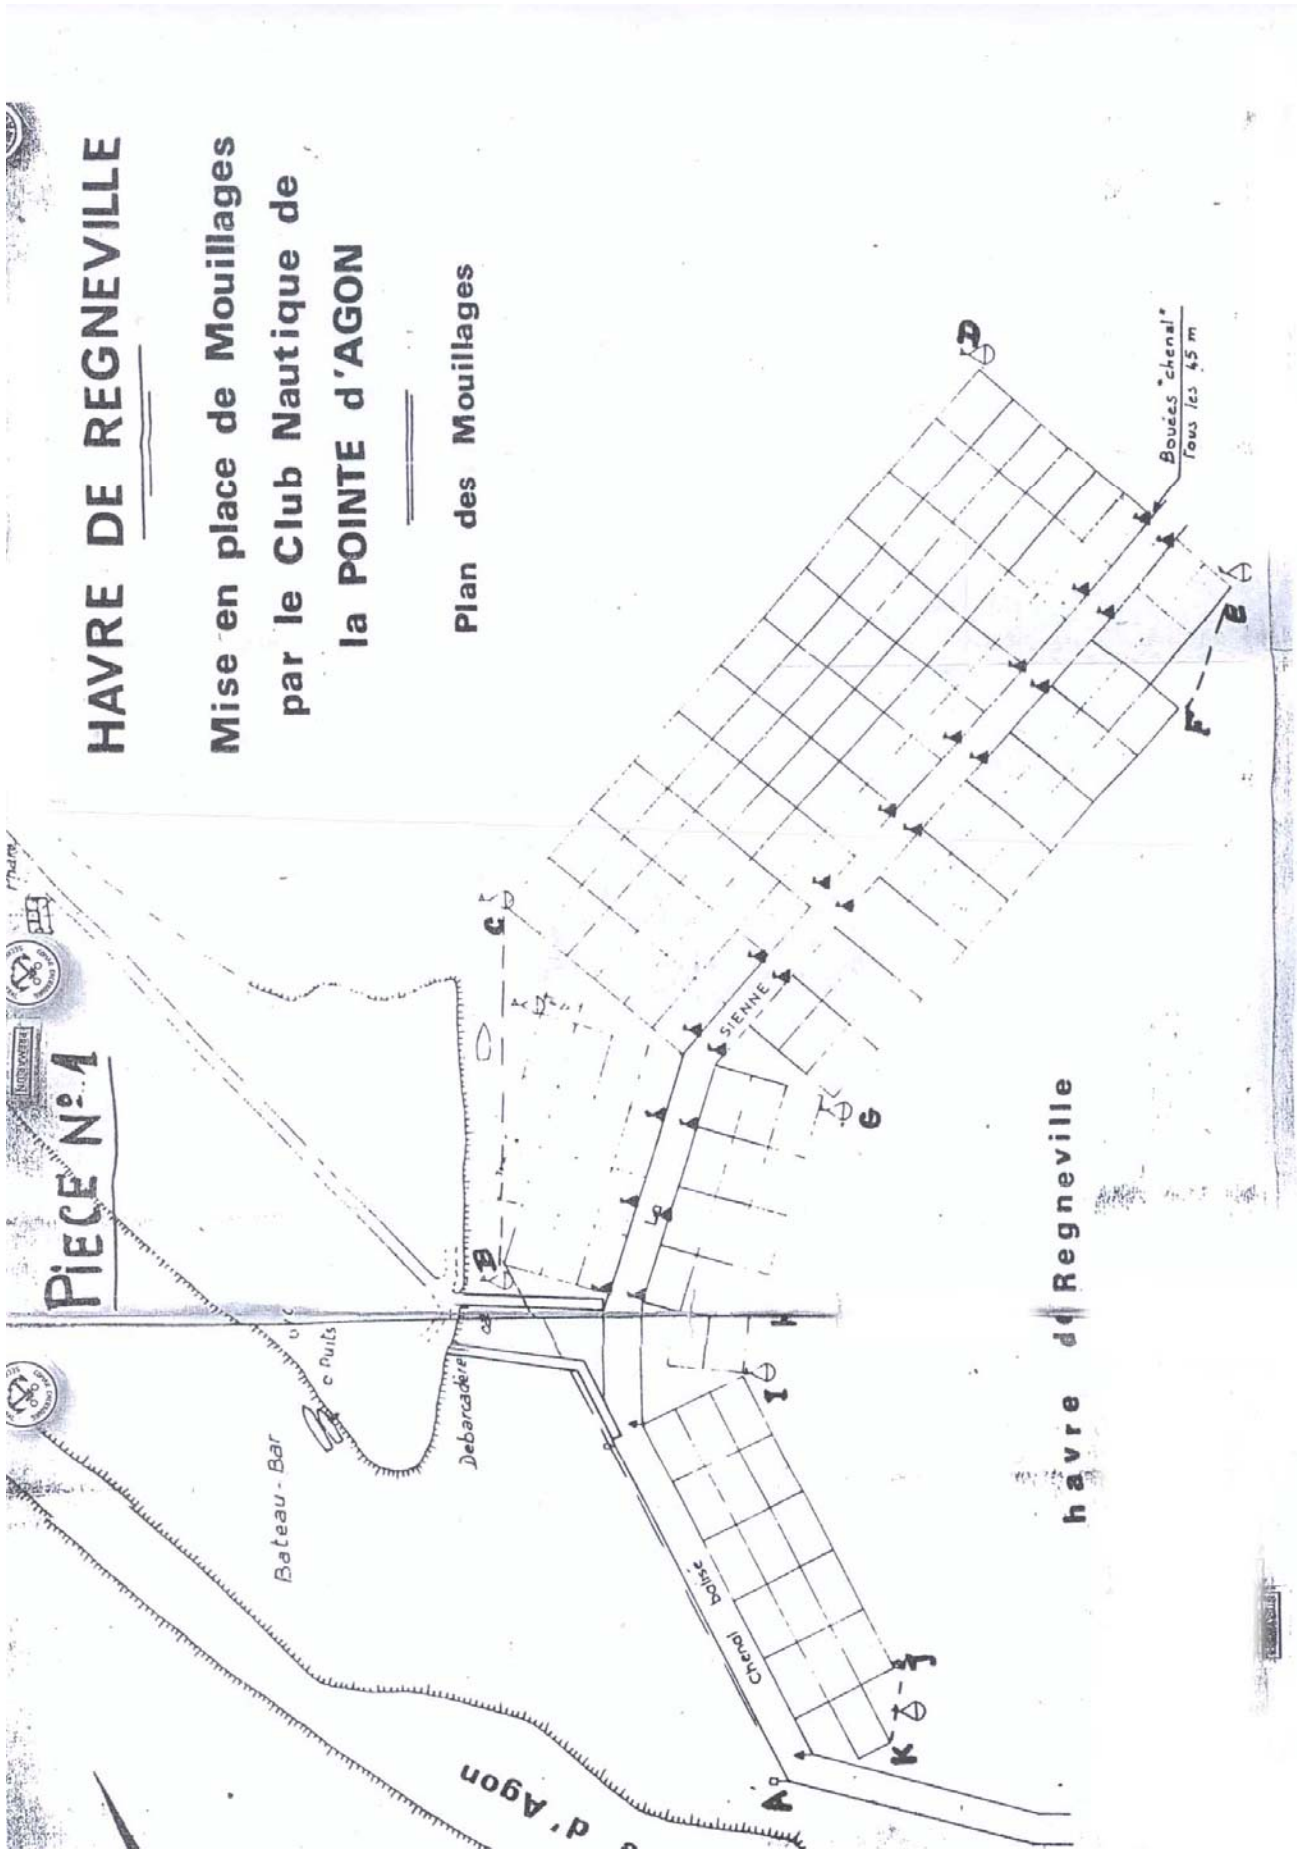 HAVRE DE REGNEVILLE
Mise en place de Mouillages
par le Club Nautique de
la POINTE d'AGON
Plan des Mouillages
PIECE N° 1
Phare
Puits
Bateau-Bar
Debarcadère
B
C
D
Bouées "chenal"
Tous les 45 m
E
F
SIENNE
G
H
I
Chenal balisé
J
K
A
d'Agon
havre de Regneville